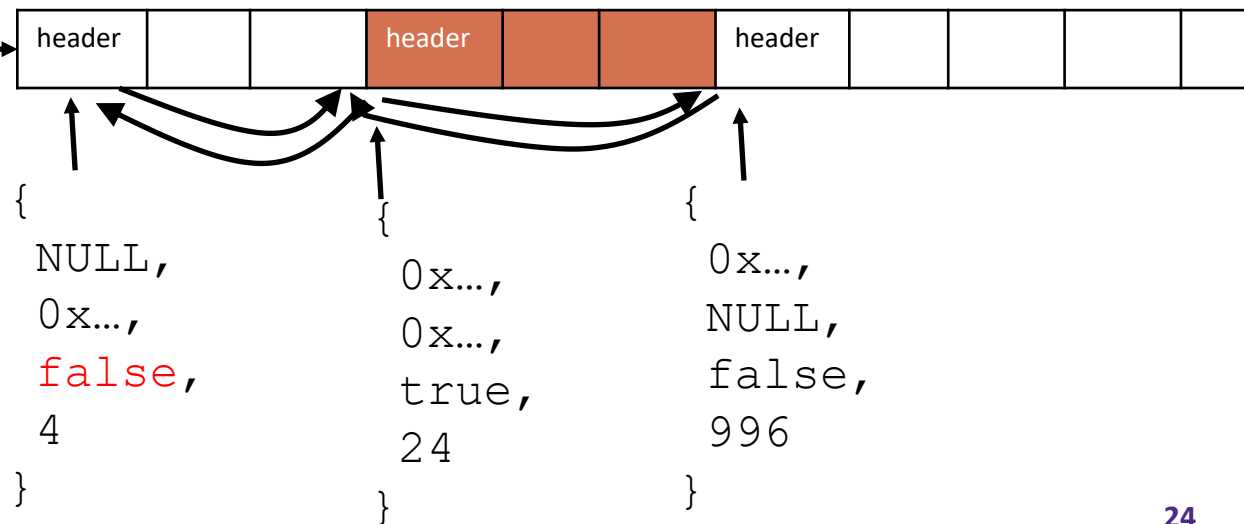 header header header
{
NULL,
0x…,
false,
4
}
{
0x…,
0x…,
true,
24
}
{
0x…,
NULL,
false,
996
}
24